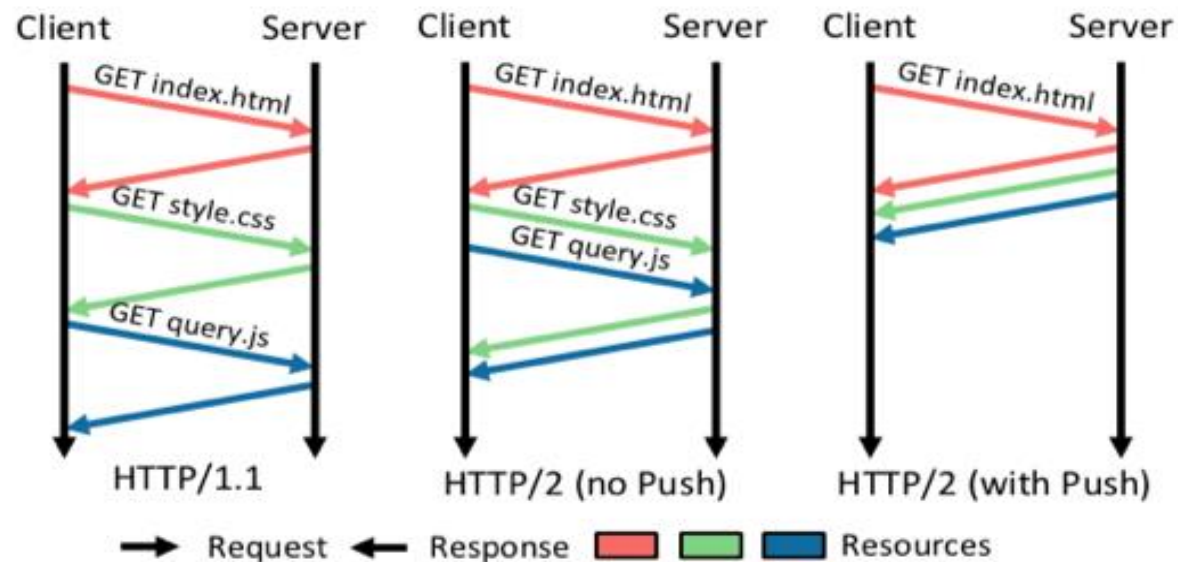 Client Server Client Server Client Server
GET index.html GET index.html GET index.html
GET style.css GET style.css
GET query.js
GET query.js
HTTP/1.1 HTTP/2 (no Push) HTTP/2 (with Push)
Request Response Resources